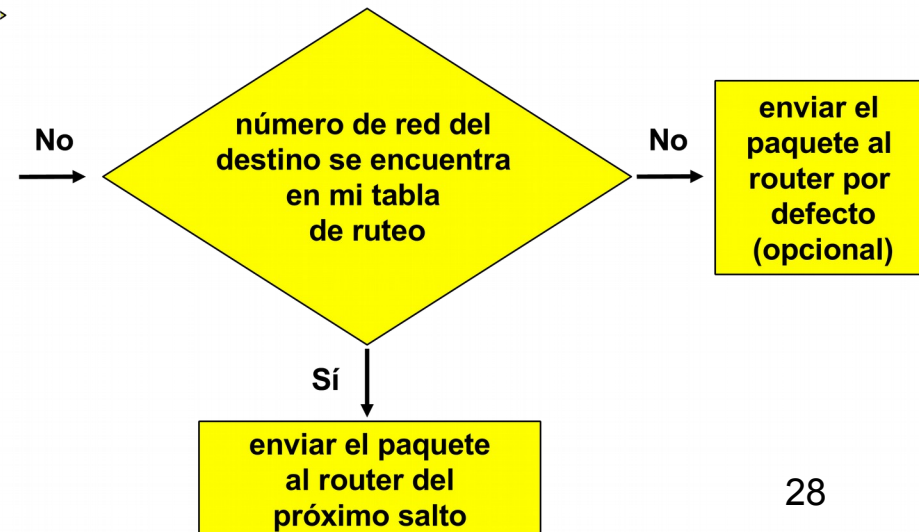 No
número de red del
destino se encuentra
en mi tabla
de ruteo
No
enviar el
paquete al
router por
defecto
(opcional)
Sí
enviar el paquete
al router del
próximo salto
28